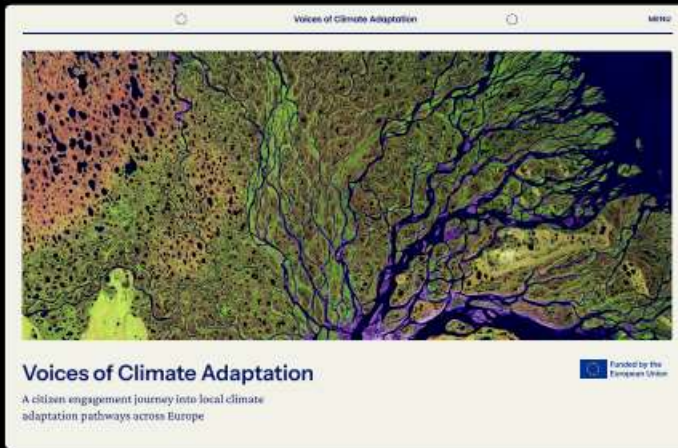 Voices of Climate Adaptation
MENU
Voices of Climate Adaptation
A citizen engagement journey into local climate
adaptation pathways across Europe
Funded by the
European Union